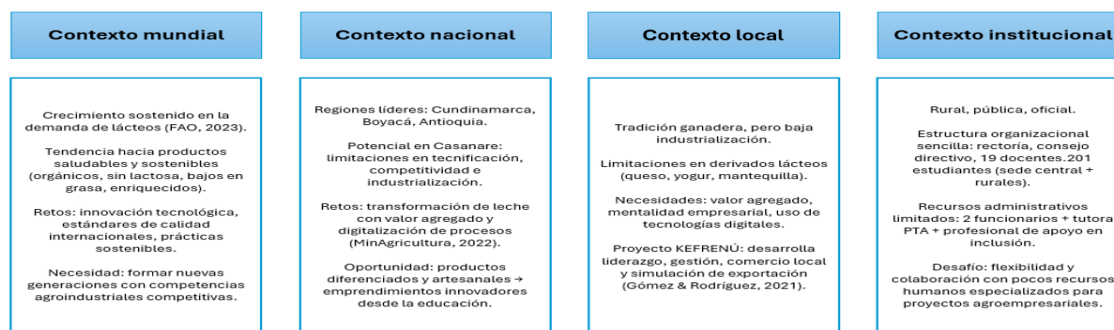 Contexto mundial
Crecimiento sostenido en la
demanda de lácteos (FAO, 2023).
Tendencia hacia productos
saludables y sostenibles
(orgánicos, sin lactosa, bajos en
grasa, enriquecidos).
Retos: innovación tecnológica,
estándares de calidad
internacionales, prácticas
sostenibles.
Necesidad: formar nuevas
generaciones con competencias
agroindustriales competitivas.
Contexto nacional
Regiones líderes: Cundinamarca,
Boyacá, Antioquia.
Potencial en Casanare:
limitaciones en tecnificación,
competitividad e
industrialización.
Retos: transformación de leche
con valor agregado y
digitalización de procesos
(MinAgricultura, 2022).
Oportunidad: productos
diferenciados y artesanales →
emprendimientos innovadores
desde la educación.
Contexto local
Tradición ganadera, pero baja
industrialización.
Limitaciones en derivados lácteos
(queso, yogur, mantequilla).
Necesidades: valor agregado,
mentalidad empresarial, uso de
tecnologías digitales.
Proyecto KEFRENÚ: desarrolla
liderazgo, gestión, comercio local
y simulación de exportación
(Gómez & Rodríguez, 2021).
Contexto institucional
Rural, pública, oficial.
Estructura organizacional
sencilla: rectoría, consejo
directivo, 19 docentes.201
estudiantes (sede central +
rurales).
Recursos administrativos
limitados: 2 funcionarios + tutora
PTA + profesional de apoyo en
inclusión.
Desafío: flexibilidad y
colaboración con pocos recursos
humanos especializados para
proyectos agroempresariales.